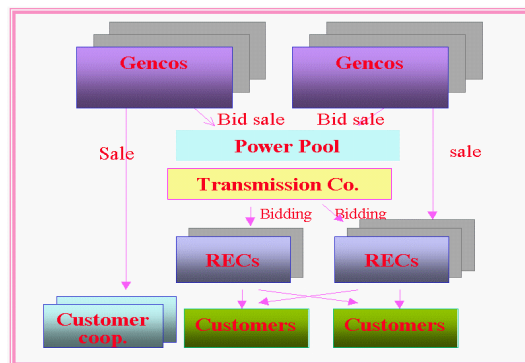 Gencos
Gencos
Bid sale
Bid sale
Sale
Power Pool
sale
Transmission Co.
Bidding
Bidding
RECs
RECs
Customer
coop.
Customers
Customers